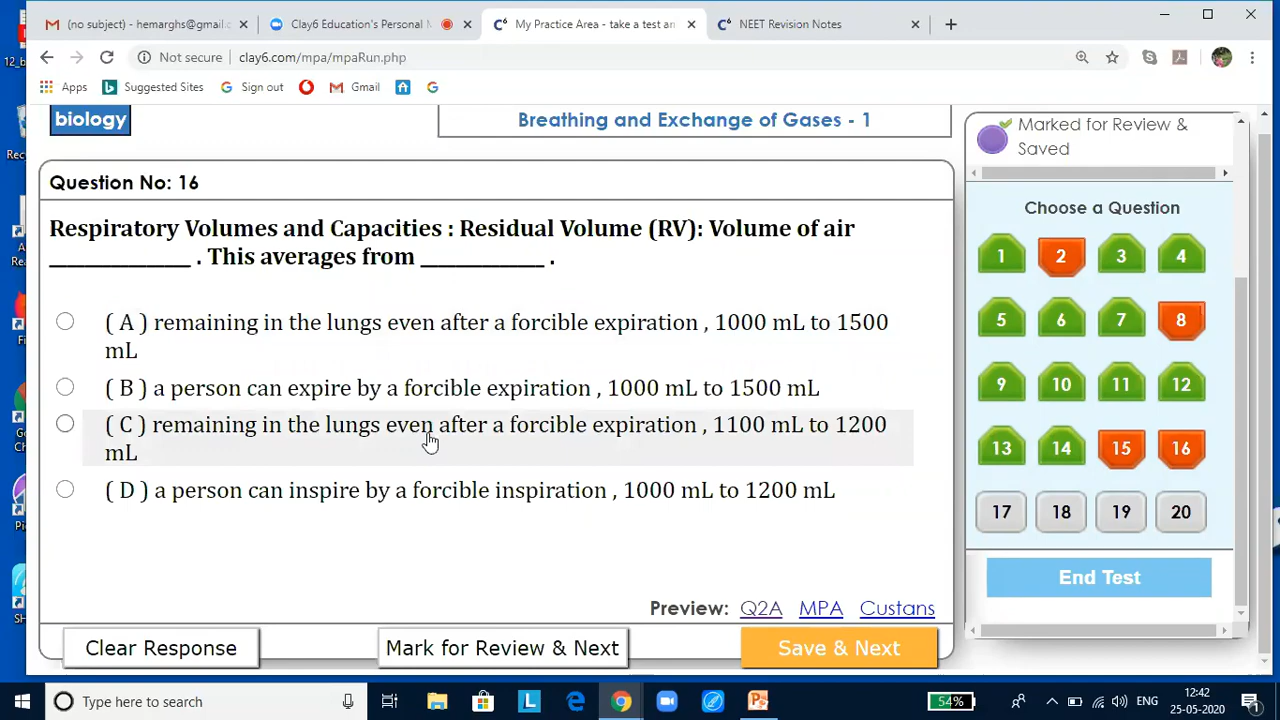 (no subject) - hemarghs@gmail.
Clay6 Education's Personal M
My Practice Area - take a test an
NEET Revision Notes
Not secure
clay6.com/mpa/mpaRun.php
Apps
Suggested Sites
Sign out
Gmail
biology
Breathing and Exchange of Gases - 1
Question No: 16
Respiratory Volumes and Capacities : Residual Volume (RV): Volume of air
_______________ . This averages from _____________ .
( A ) remaining in the lungs even after a forcible expiration , 1000 mL to 1500
mL
( B ) a person can expire by a forcible expiration , 1000 mL to 1500 mL
( C ) remaining in the lungs even after a forcible expiration , 1100 mL to 1200
mL
( D ) a person can inspire by a forcible inspiration , 1000 mL to 1200 mL
Preview: Q2A MPA Custans
Clear Response
Mark for Review & Next
Save & Next
Marked for Review &
Saved
Choose a Question
1 2 3 4
5 6 7 8
9 10 11 12
13 14 15 16
17 18 19 20
End Test
Type here to search
54%
ENG
12:42
25-05-2020